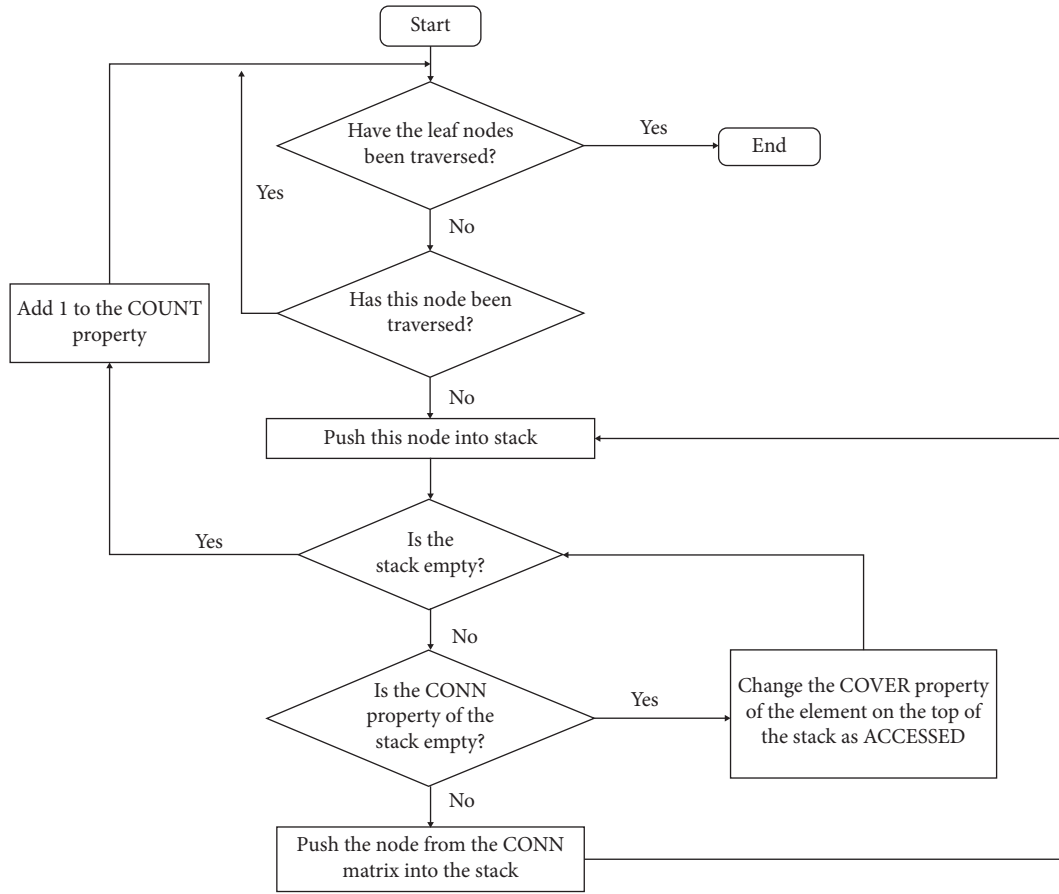 Start
Have the leaf nodes
been traversed?
Yes
End
Yes
No
Add 1 to the COUNT
property
Has this node been
traversed?
No
Push this node into stack
Yes
Is the
stack empty?
No
Is the CONN
property of the
stack empty?
Yes
Change the COVER property
of the element on the top of
the stack as ACCESSED
No
Push the node from the CONN
matrix into the stack